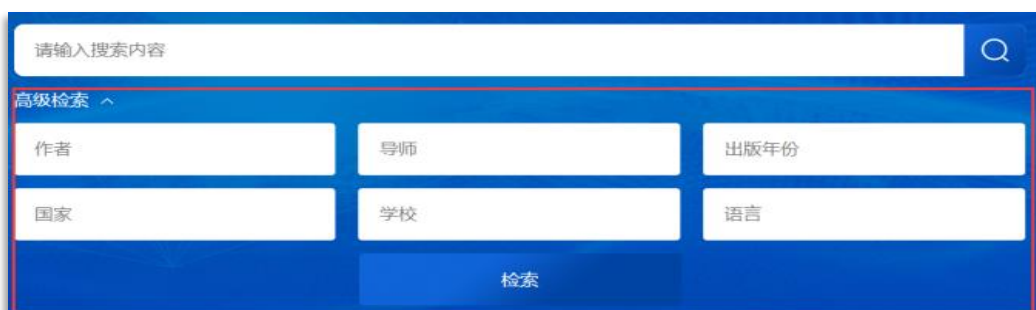 请输入搜索内容
高级检索
作者 导师 出版年份
国家 学校 语言
检索